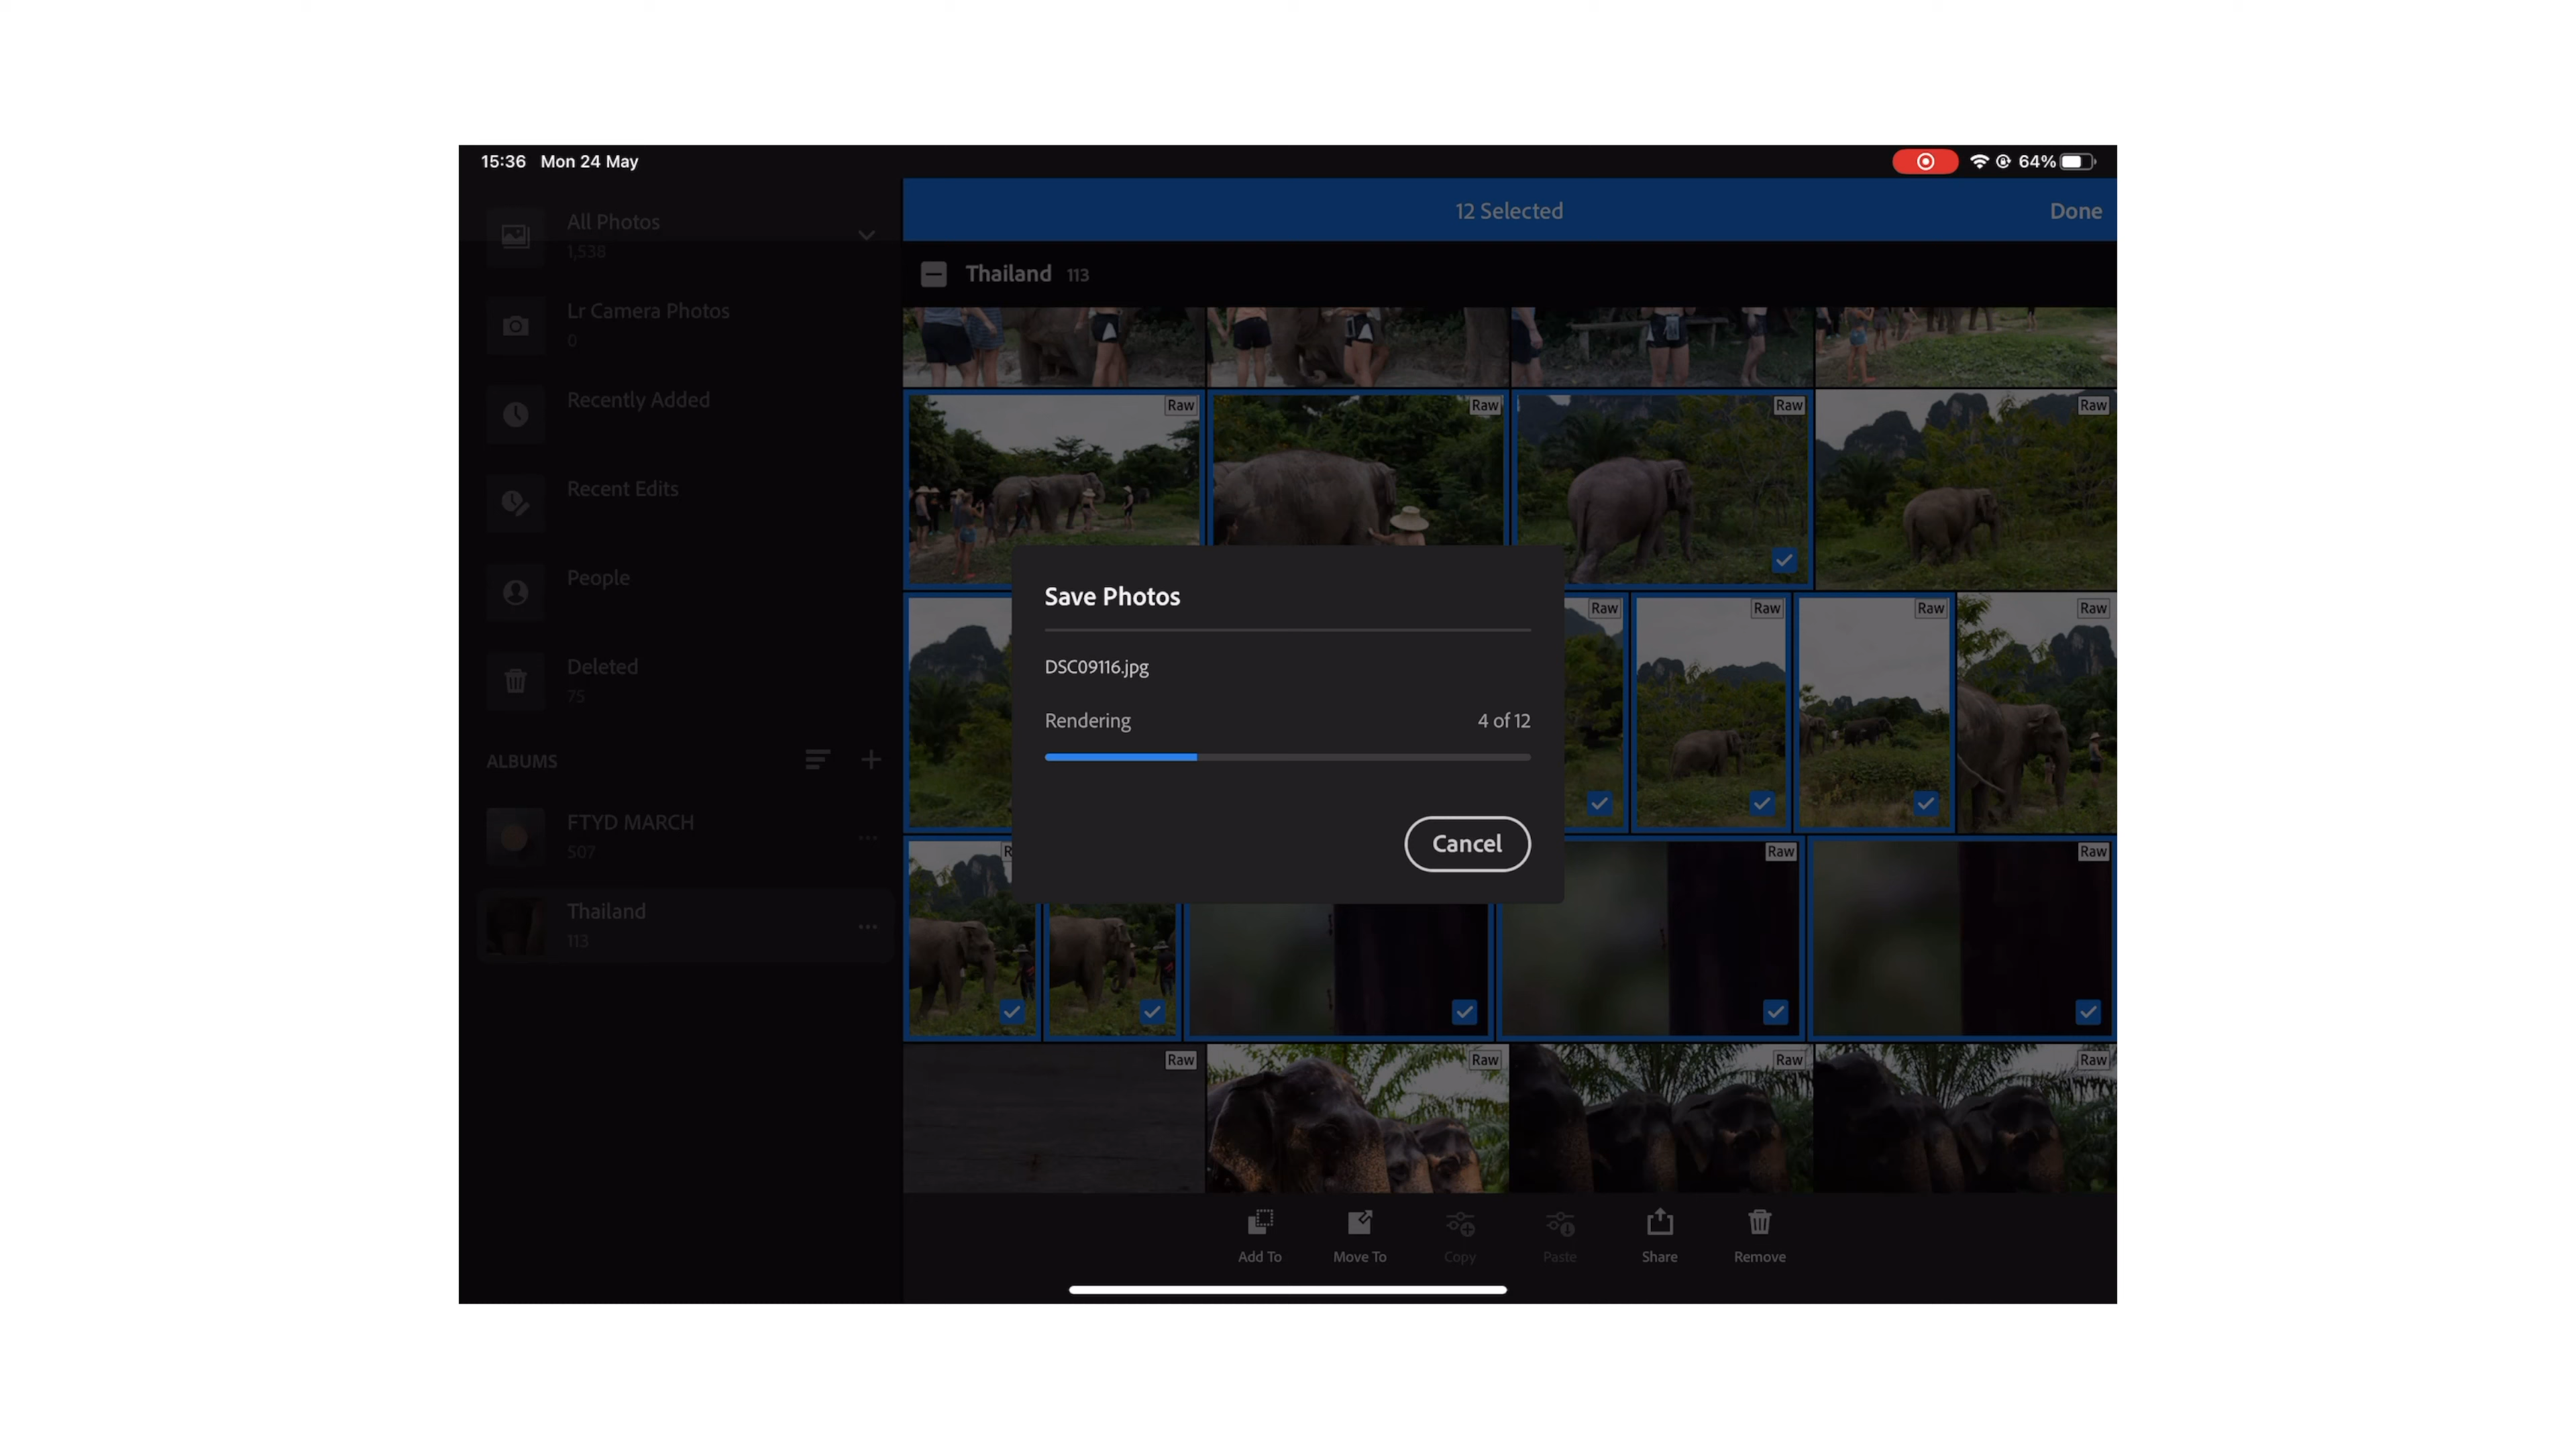 15:36 Mon 24 May
64%
All Photos
1,538
12 Selected
Done
Lr Camera Photos
0
Thailand 113
Recently Added
Raw Raw Raw Raw
Recent Edits
People
Save Photos
Raw Raw Raw Raw
Deleted
75
DSC09116.jpg
Rendering 4 of 12
ALBUMS
FTYD MARCH
507
Cancel
Raw Raw
Thailand
113
Raw Raw Raw Raw
Add To Move To Copy Paste Share Remove